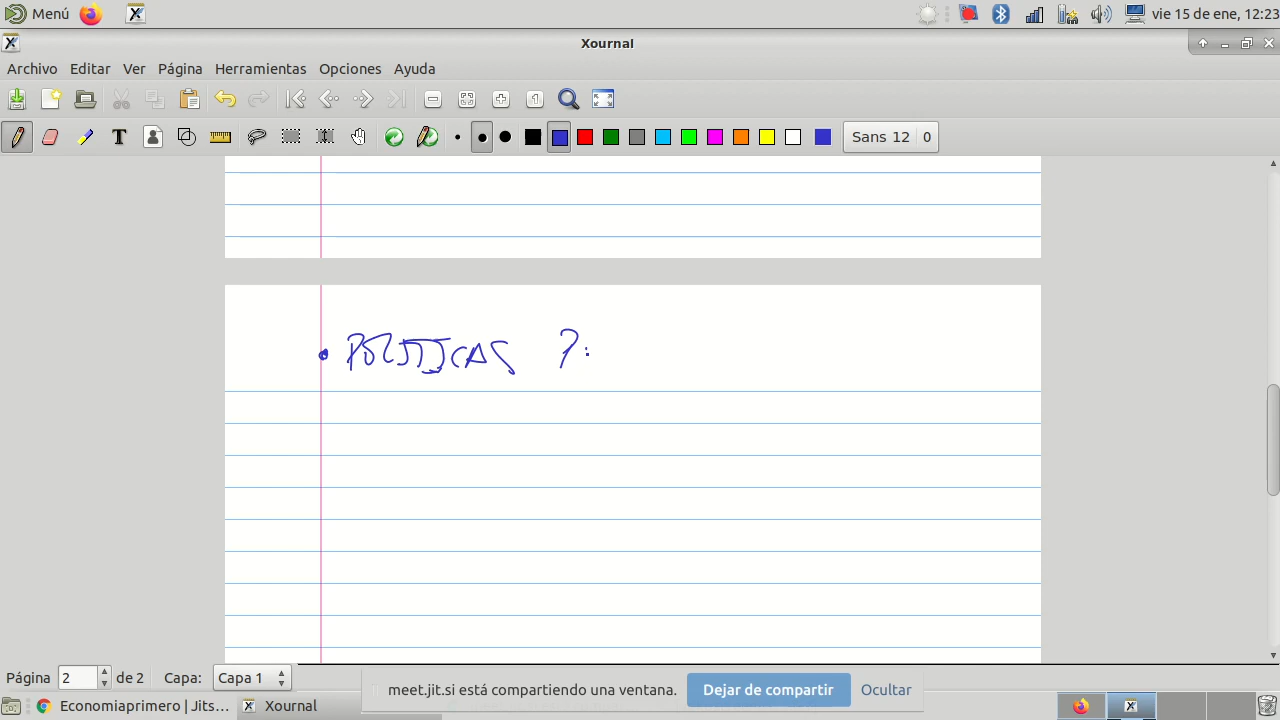 Menú vie 15 de ene, 12:23
Xournal
Archivo Editar Ver Página Herramientas Opciones Ayuda
Sans 12 0
• POLITICAS
Página 2 de 2 Capa: Capa 1
meet.jit.si está compartiendo una ventana. Dejar de compartir Ocultar
Economiaprimero | Jits... Xournal